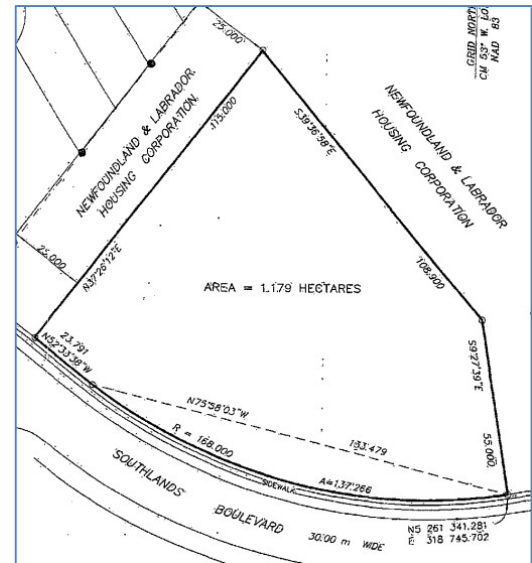 GRID NORTH
CM 53° W. LO
NAD 83
25.000
NEWFOUNDLAND & LABRADOR
HOUSING CORPORATION.
115.000
N37°26'12"E
25.000
S39°36'58"E
108.900
NEWFOUNDLAND & LABRADOR
HOUSING CORPORATION
AREA = 1.179 HECTARES
S9°27'39"E
55.000
23.791
N52°33'38"W
N75°58'03"W
133.479
R = 168.000
A=137.266
SIDEWALK
SOUTHLANDS
BOULEVARD
30.00 m WIDE
N5 261 341.281
E 318 745.702